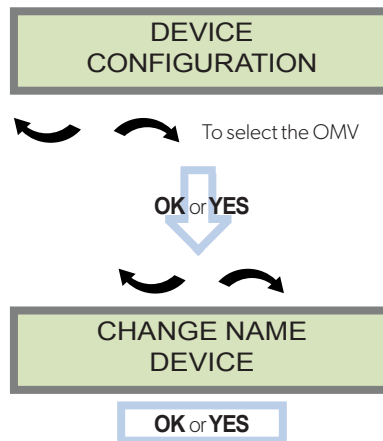 DEVICE
CONFIGURATION
To select the OMV
OK or YES
CHANGE NAME
DEVICE
OK or YES